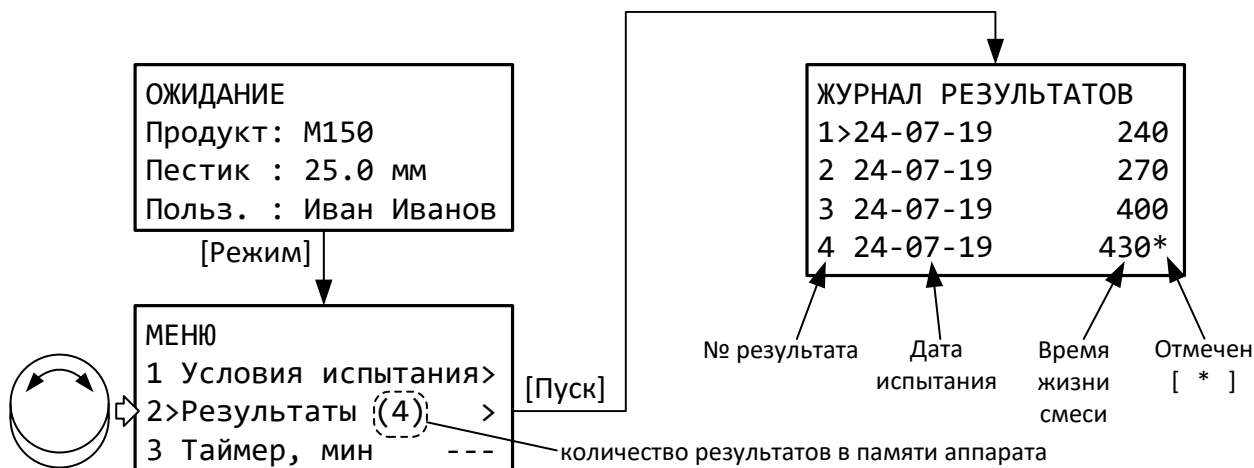 ОЖИДАНИЕ
Продукт: М150
Пестик : 25.0 мм
Польз. : Иван Иванов
[Режим]
МЕНЮ
1 Условия испытания>
2>Результаты (4) >
3 Таймер, мин ---
[Пуск]
количество результатов в памяти аппарата
ЖУРНАЛ РЕЗУЛЬТАТОВ
1>24-07-19 240
2 24-07-19 270
3 24-07-19 400
4 24-07-19 430*
№ результата
Дата
испытания
Время
жизни
смеси
Отмечен
[ * ]